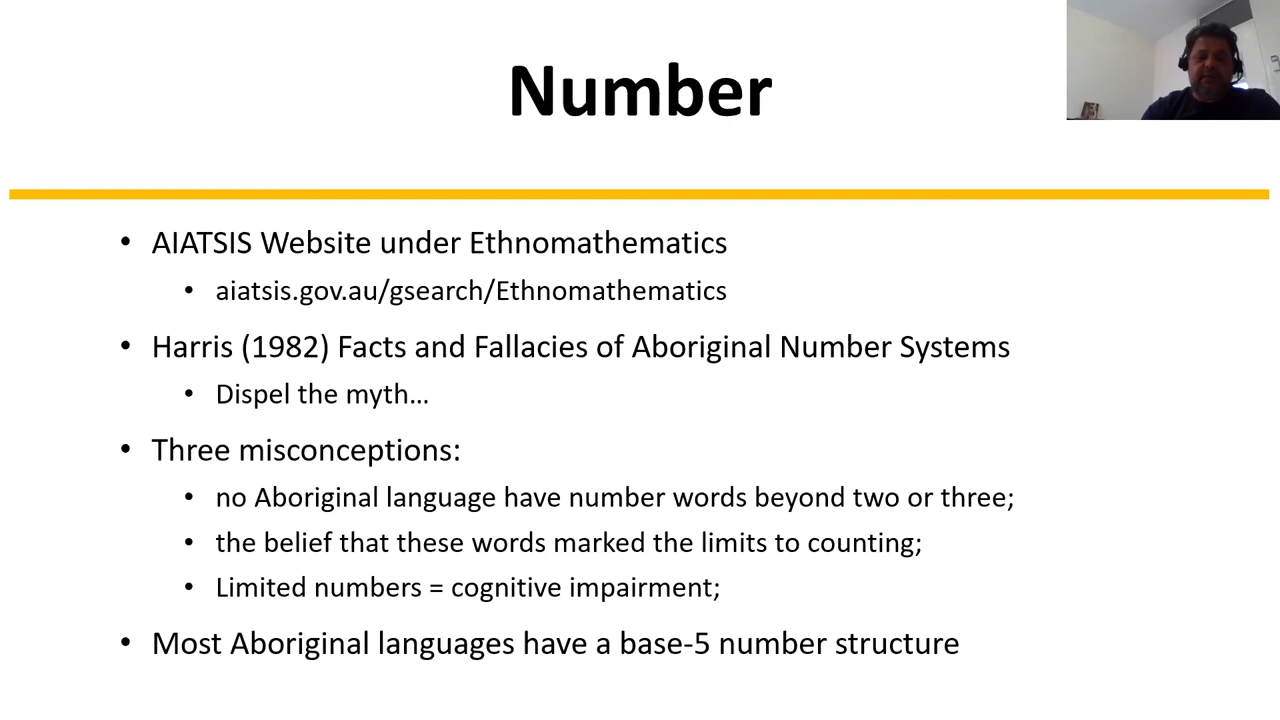 Number
• AIATSIS Website under Ethnomathematics
• aiatsis.gov.au/gsearch/Ethnomathematics
• Harris (1982) Facts and Fallacies of Aboriginal Number Systems
• Dispel the myth…
• Three misconceptions:
• no Aboriginal language have number words beyond two or three;
• the belief that these words marked the limits to counting;
• Limited numbers = cognitive impairment;
• Most Aboriginal languages have a base-5 number structure